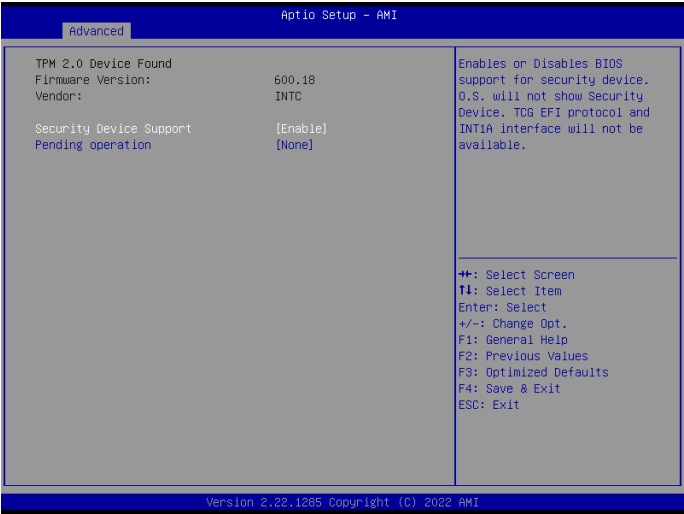 Aptio Setup – AMI
Advanced
TPM 2.0 Device Found
Firmware Version: 600.18
Vendor: INTC
Security Device Support [Enable]
Pending operation [None]
Enables or Disables BIOS
support for security device.
O.S. will not show Security
Device. TCG EFI protocol and
INT1A interface will not be
available.
→←: Select Screen
↑↓: Select Item
Enter: Select
+/-: Change Opt.
F1: General Help
F2: Previous Values
F3: Optimized Defaults
F4: Save & Exit
ESC: Exit
Version 2.22.1285 Copyright (C) 2022 AMI